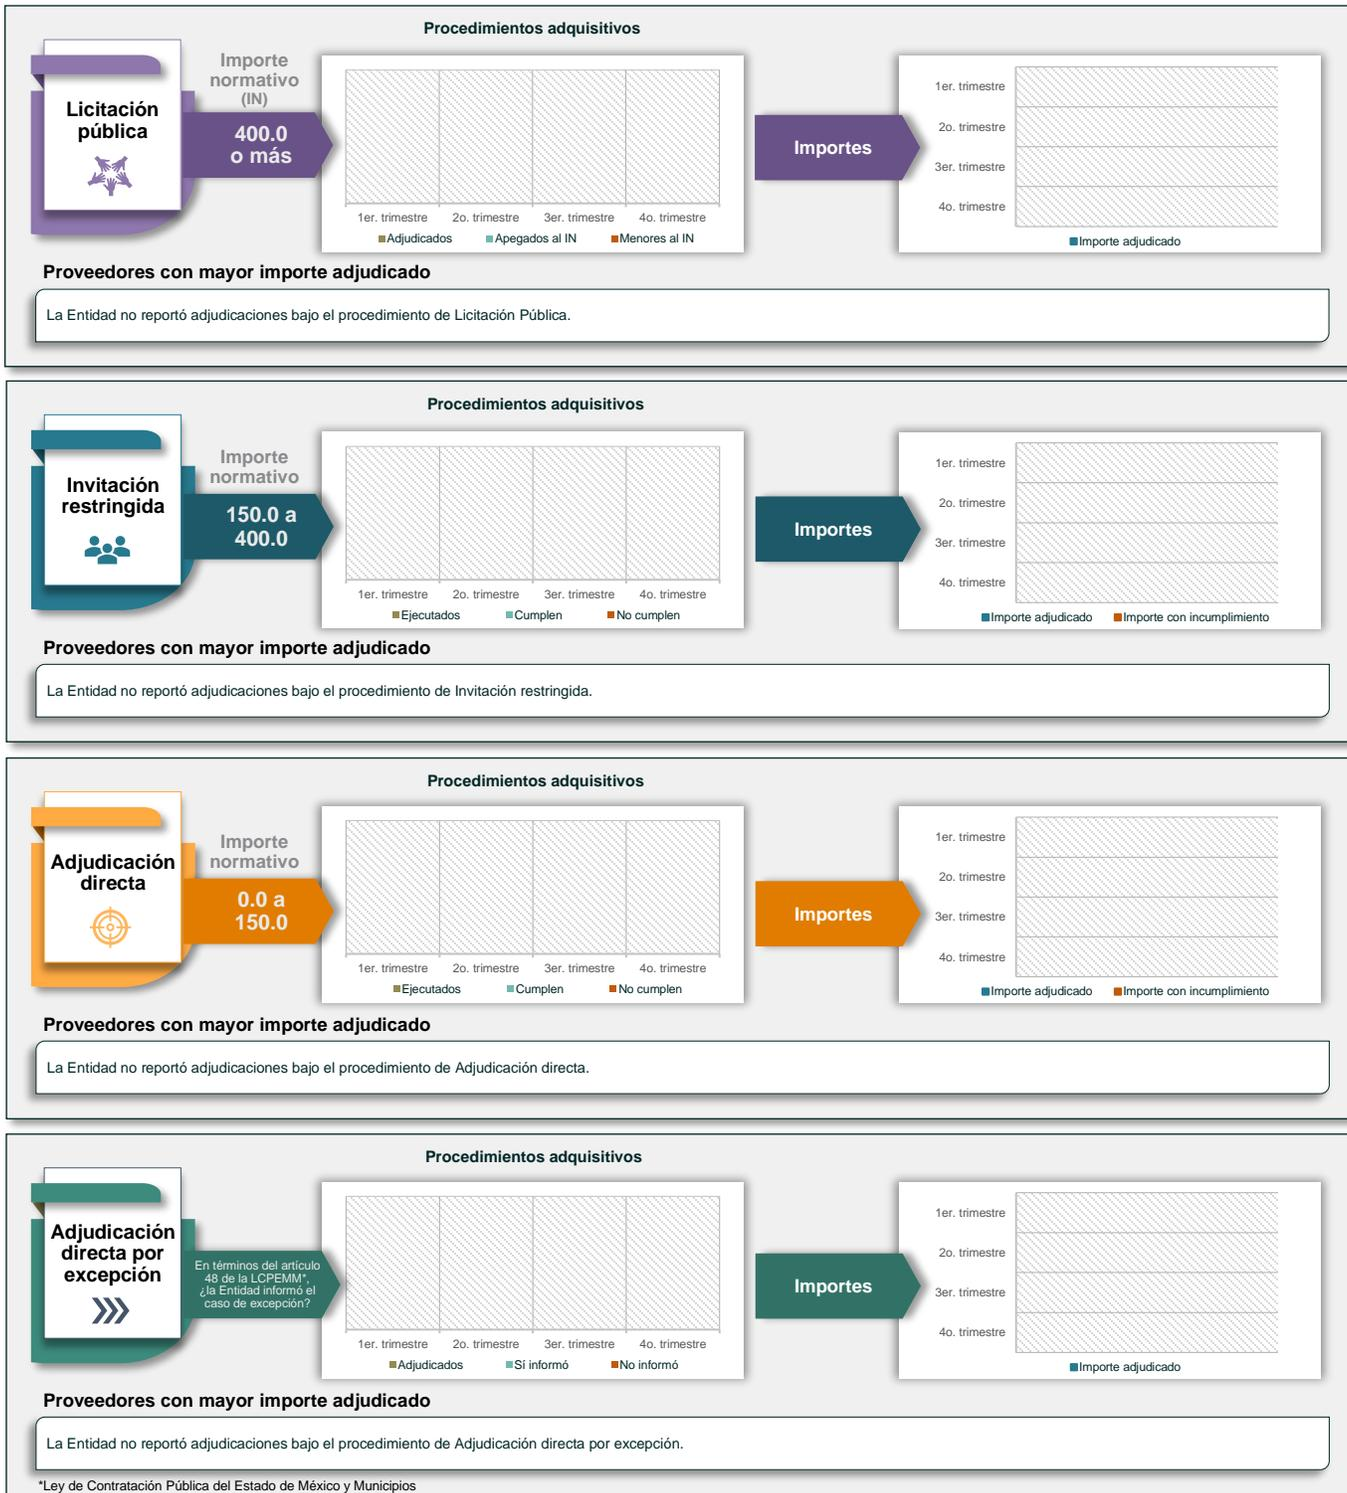 Procedimientos adquisitivos
Licitación
pública
Importe
normativo
(IN)
400.0
o más
1er. trimestre 2o. trimestre 3er. trimestre 4o. trimestre
Adjudicados Apegados al IN Menores al IN
Importes
1er. trimestre
2o. trimestre
3er. trimestre
4o. trimestre
Importe adjudicado
Proveedores con mayor importe adjudicado
La Entidad no reportó adjudicaciones bajo el procedimiento de Licitación Pública.
Procedimientos adquisitivos
Invitación
restringida
Importe
normativo
150.0 a
400.0
1er. trimestre 2o. trimestre 3er. trimestre 4o. trimestre
Ejecutados Cumplen No cumplen
Importes
1er. trimestre
2o. trimestre
3er. trimestre
4o. trimestre
Importe adjudicado Importe con incumplimiento
Proveedores con mayor importe adjudicado
La Entidad no reportó adjudicaciones bajo el procedimiento de Invitación restringida.
Procedimientos adquisitivos
Adjudicación
directa
Importe
normativo
0.0 a
150.0
1er. trimestre 2o. trimestre 3er. trimestre 4o. trimestre
Ejecutados Cumplen No cumplen
Importes
1er. trimestre
2o. trimestre
3er. trimestre
4o. trimestre
Importe adjudicado Importe con incumplimiento
Proveedores con mayor importe adjudicado
La Entidad no reportó adjudicaciones bajo el procedimiento de Adjudicación directa.
Procedimientos adquisitivos
Adjudicación
directa por
excepción
En términos del artículo
48 de la LCPEMM*,
¿la Entidad informó el
caso de excepción?
1er. trimestre 2o. trimestre 3er. trimestre 4o. trimestre
Adjudicados Sí informó No informó
Importes
1er. trimestre
2o. trimestre
3er. trimestre
4o. trimestre
Importe adjudicado
Proveedores con mayor importe adjudicado
La Entidad no reportó adjudicaciones bajo el procedimiento de Adjudicación directa por excepción.
*Ley de Contratación Pública del Estado de México y Municipios